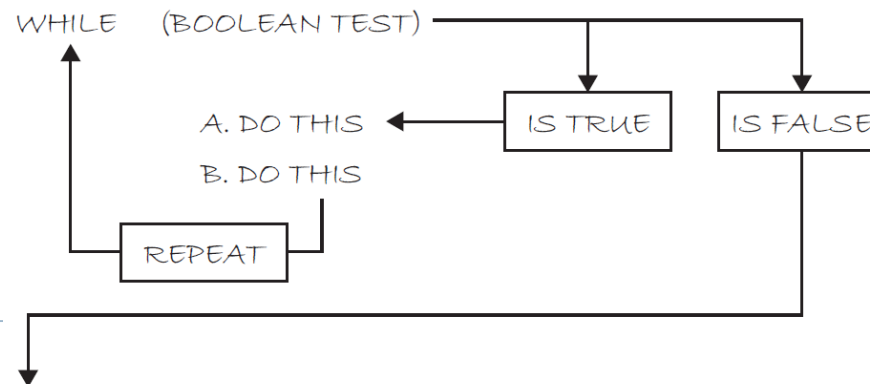 WHILE (BOOLEAN TEST)
A. DO THIS
IS TRUE
IS FALSE
B. DO THIS
REPEAT